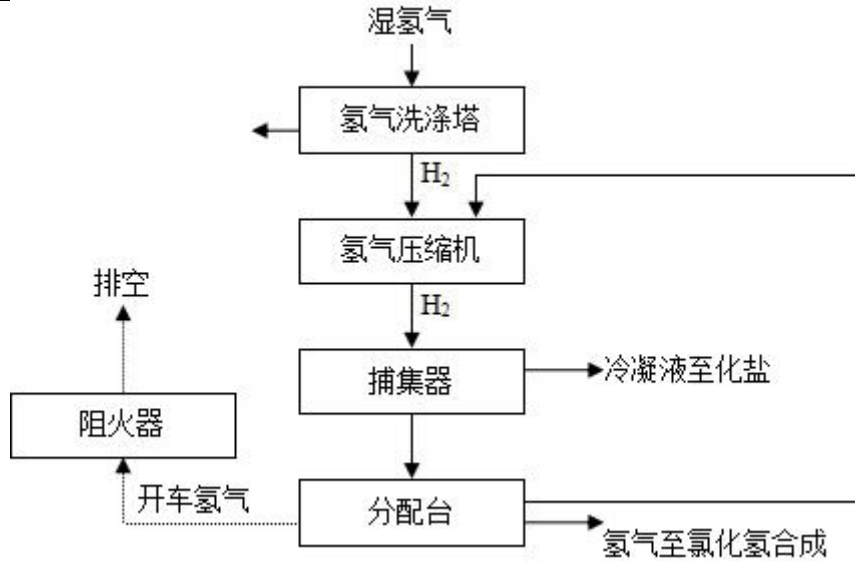 湿氢气
氢气洗涤塔
H₂
氢气压缩机
H₂
排空
捕集器
冷凝液至化盐
阻火器
开车氢气
分配台
氢气至氯化氢合成